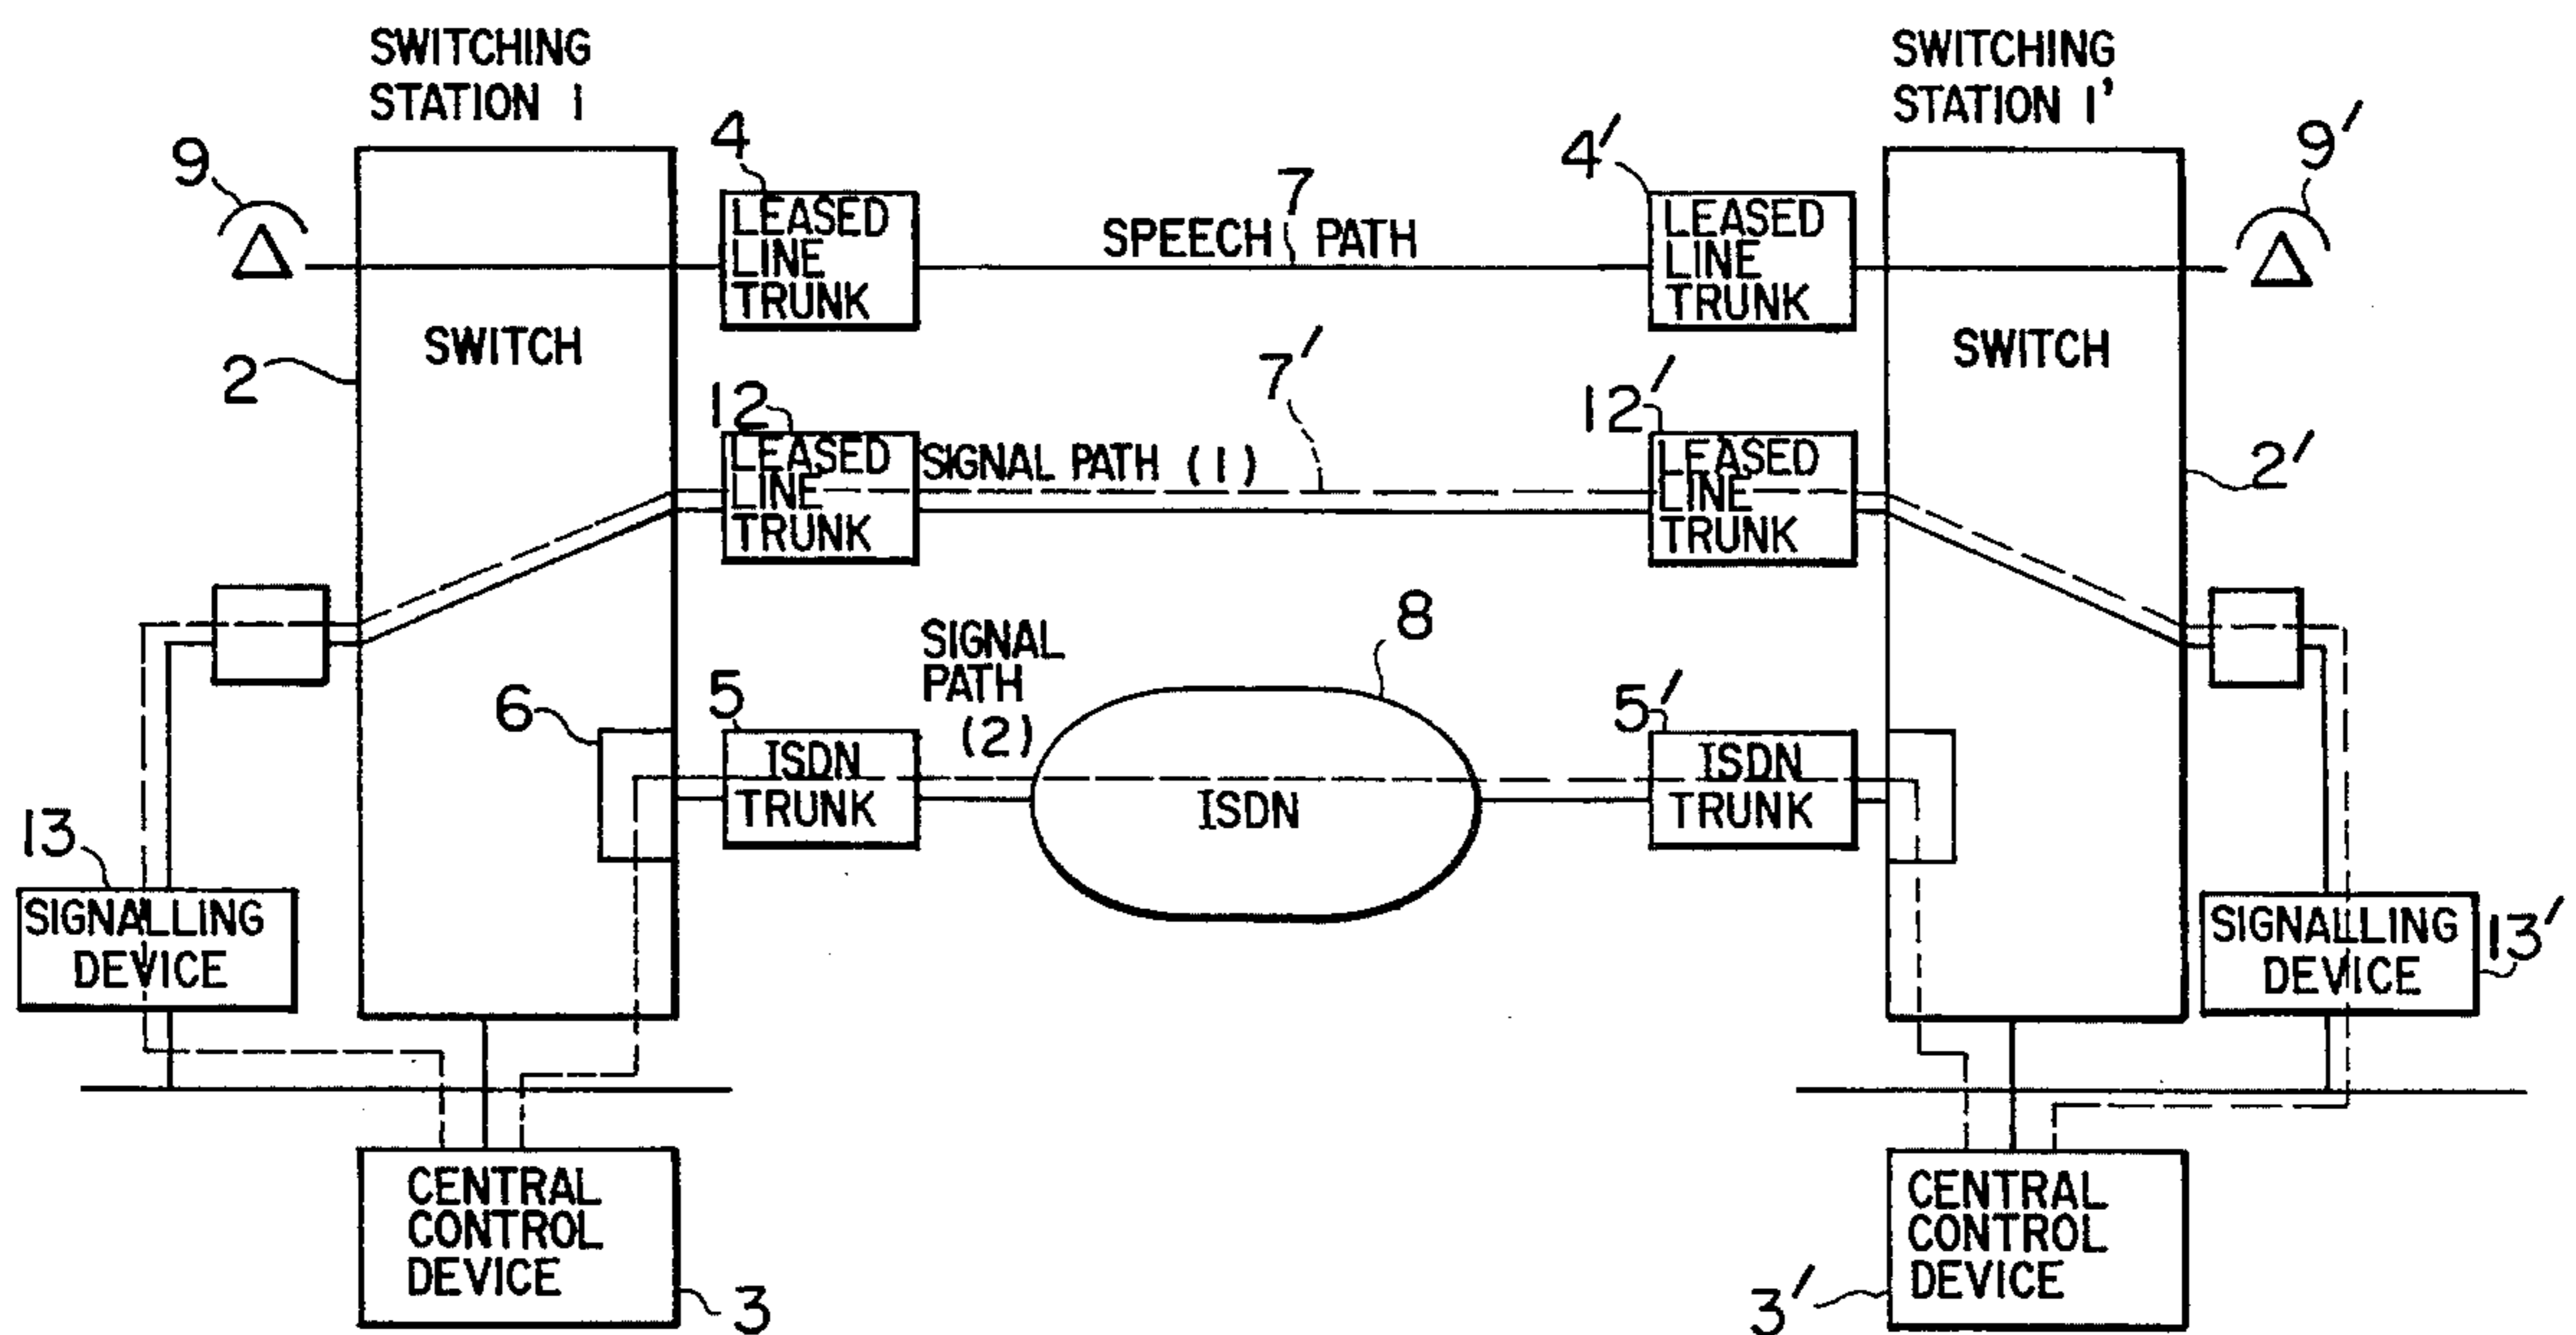 SWITCHING
STATION 1
SWITCHING
STATION 1'
9
4
7
4'
9'
LEASED
LINE
TRUNK
SPEECH PATH
LEASED
LINE
TRUNK
2
SWITCH
SWITCH
7'
12
12'
2'
LEASED
LINE
TRUNK
SIGNAL PATH (1)
LEASED
LINE
TRUNK
SIGNAL
PATH
(2)
8
6
5
5'
ISDN
TRUNK
ISDN
ISDN
TRUNK
13
SIGNALLING
DEVICE
SIGNALLING
DEVICE
13'
CENTRAL
CONTROL
DEVICE
3
CENTRAL
CONTROL
DEVICE
3'